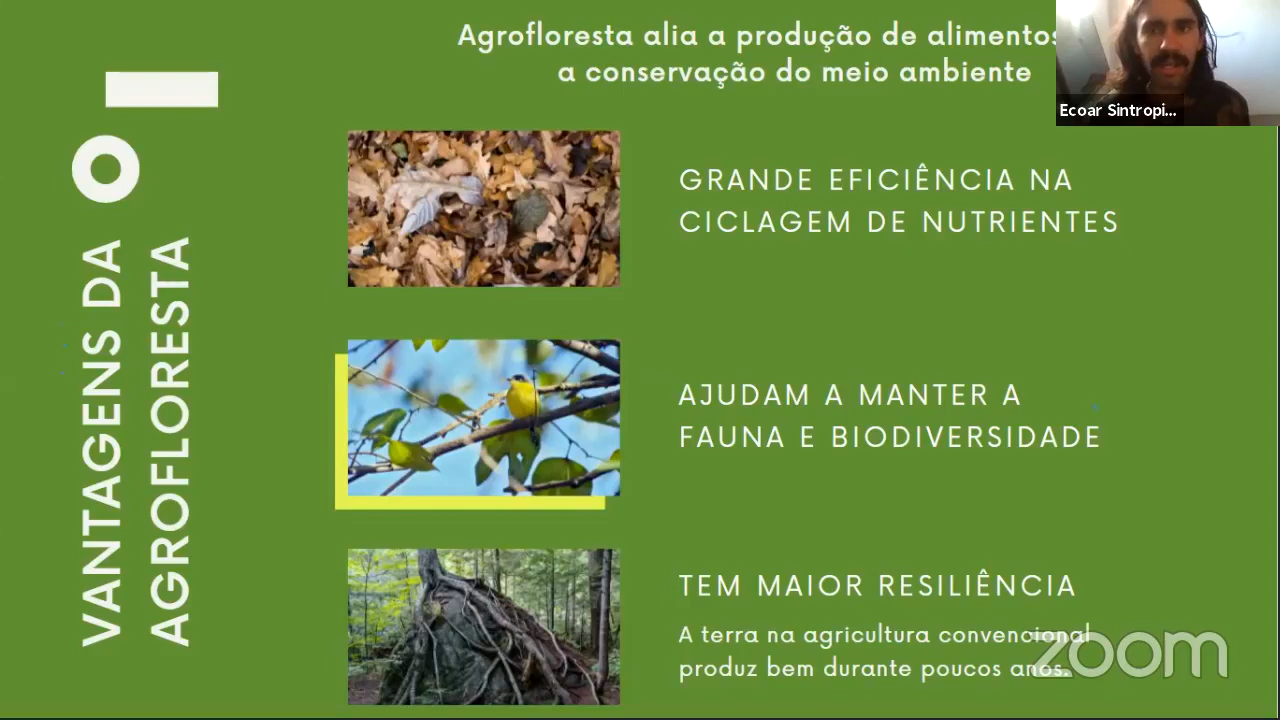 Agrofloresta alia a produção de alimentos
a conservação do meio ambiente
Ecoar Sintropi...
VANTAGENS DA
AGROFLORESTA
GRANDE EFICIÊNCIA NA
CICLAGEM DE NUTRIENTES
AJUDAM A MANTER A
FAUNA E BIODIVERSIDADE
TEM MAIOR RESILIÊNCIA
A terra na agricultura convencional
produz bem durante poucos anos.
zoom